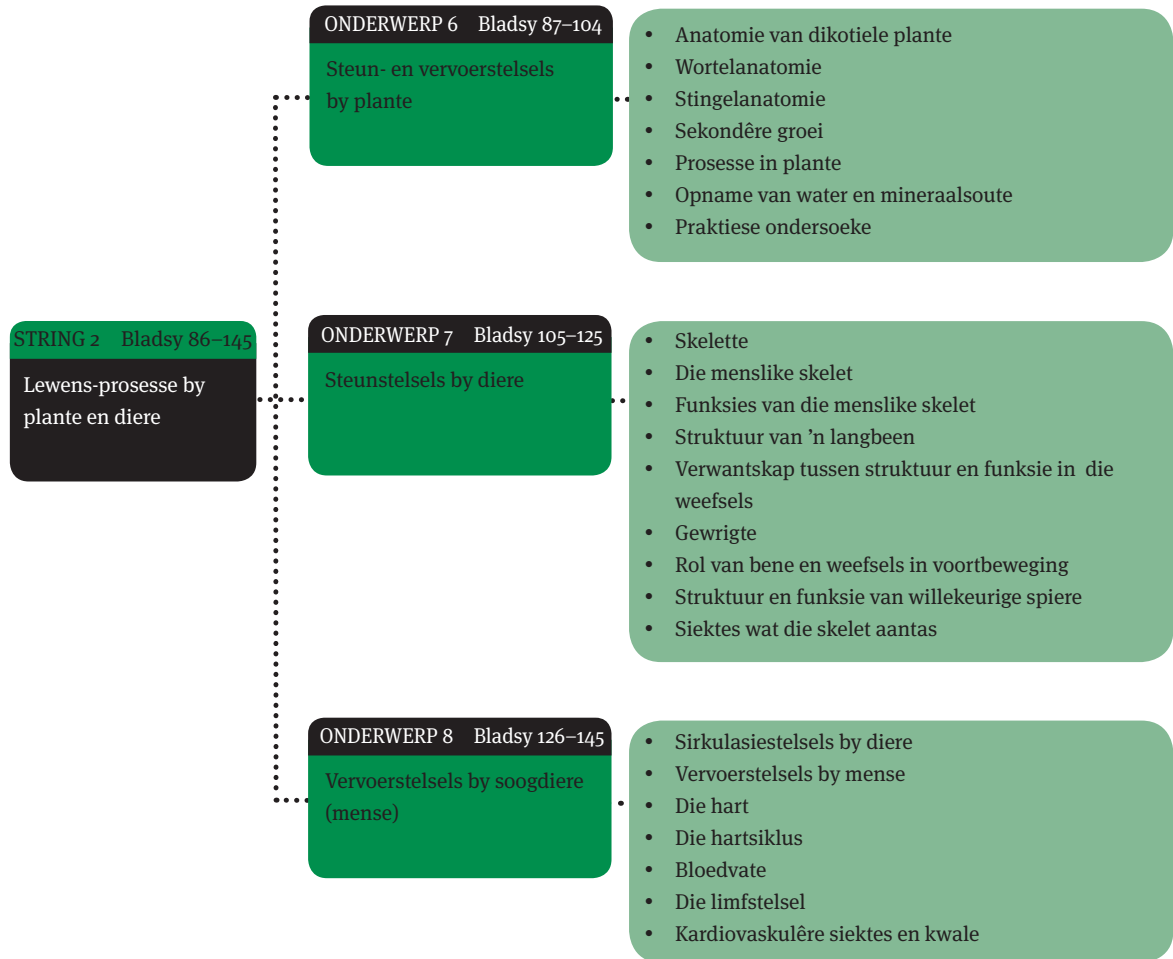 STRING 2 Bladsy 86–145
Lewens-prosesse by
plante en diere
ONDERWERP 6 Bladsy 87–104
Steun- en vervoerstelsels
by plante
• Anatomie van dikotiele plante
• Wortelanatomie
• Stingelanatomie
• Sekondêre groei
• Prosesse in plante
• Opname van water en mineraalsoute
• Praktiese ondersoeke
ONDERWERP 7 Bladsy 105–125
Steunstelsels by diere
• Skelette
• Die menslike skelet
• Funksies van die menslike skelet
• Struktuur van ’n langbeen
• Verwantskap tussen struktuur en funksie in die
weefsels
• Gewrigte
• Rol van bene en weefsels in voortbeweging
• Struktuur en funksie van willekeurige spiere
• Siektes wat die skelet aantas
ONDERWERP 8 Bladsy 126–145
Vervoerstelsels by soogdiere
(mense)
• Sirkulasiestelsels by diere
• Vervoerstelsels by mense
• Die hart
• Die hartsiklus
• Bloedvate
• Die limfstelsel
• Kardiovaskulêre siektes en kwale